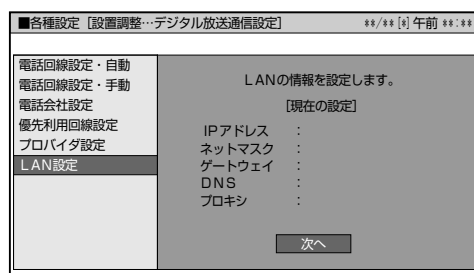 ■各種設定［設置調整…デジタル放送通信設定］ **/**［*］午前 **:**
電話回線設定・自動
電話回線設定・手動
電話会社設定
優先利用回線設定
プロバイダ設定
LAN設定
LANの情報を設定します。
［現在の設定］
IPアドレス　：
ネットマスク　：
ゲートウェイ　：
DNS　：
プロキシ　：
次へ